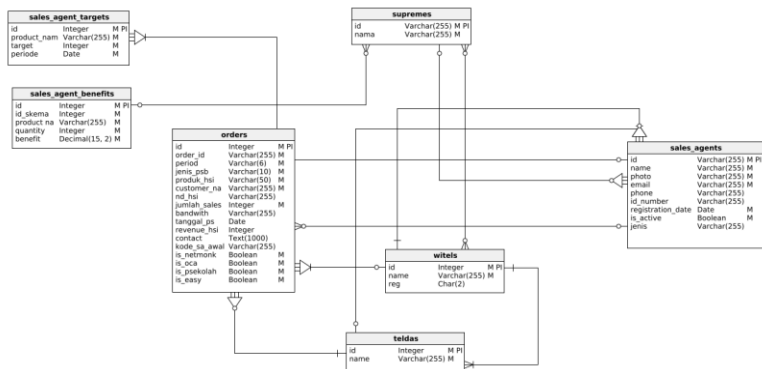 sales_agent_targets
id Integer M PI
product_nam Varchar(255) M
target Integer M
periode Date M
supremes
id Varchar(255) M PI
nama Varchar(255) M
sales_agent_benefits
id Integer M PI
id_skema Integer M
product na Varchar(255) M
quantity Integer M
benefit Decimal(15, 2) M
orders
id Integer M PI
order_id Varchar(255) M
period Varchar(6) M
jenis_psb Varchar(10) M
produk_hsi Varchar(50) M
customer_na Varchar(255) M
nd_hsi Varchar(255)
jumlah_sales Integer M
bandwith Varchar(255)
tanggal_ps Date
revenue_hsi Integer
contact Text(1000)
kode_sa_awal Varchar(255)
is_netmonk Boolean M
is_oca Boolean M
is_psekolah Boolean M
is_easy Boolean M
sales_agents
id Varchar(255) M PI
name Varchar(255) M
photo Varchar(255) M
email Varchar(255) M
phone Varchar(255)
id_number Varchar(255)
registration_date Date M
is_active Boolean M
jenis Varchar(255)
witels
id Integer M PI
name Varchar(255) M
reg Char(2)
teldas
id Integer M PI
name Varchar(255) M